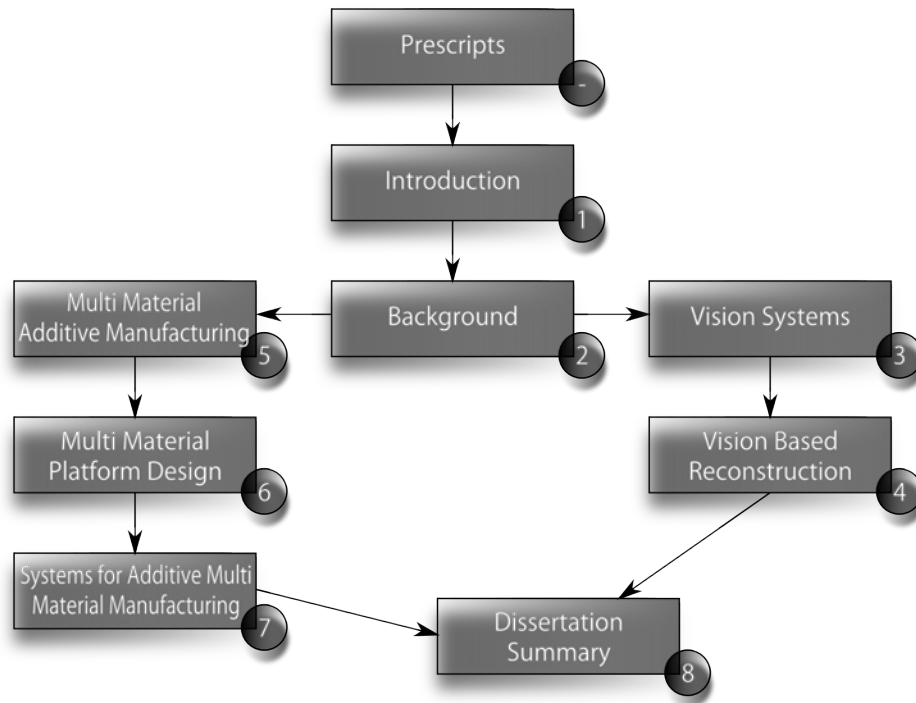 Prescripts
-
Introduction
1
Background
2
Multi Material
Additive Manufacturing
5
Vision Systems
3
Multi Material
Platform Design
6
Vision Based
Reconstruction
4
Systems for Additive Multi
Material Manufacturing
7
Dissertation
Summary
8